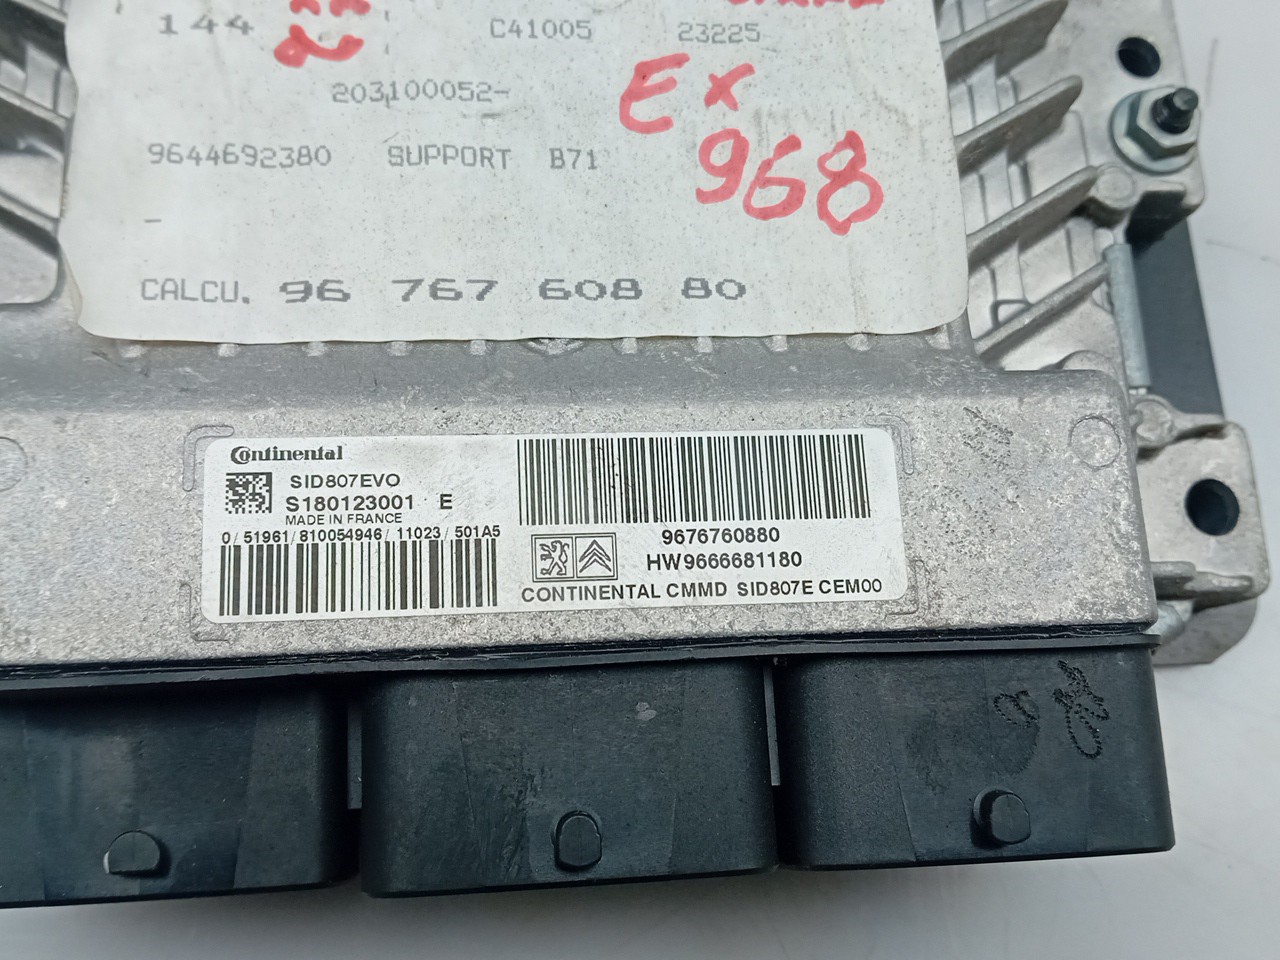 144 C41005 23225
203100052-
Ex
968
9644692380 SUPPORT B71
-
CALCU. 96 767 608 80
Continental
SID807EVO
S180123001 E
MADE IN FRANCE
0/51961/810054946/11023/501A5
9676760880
HW9666681180
CONTINENTAL CMMD SID807E CEM00